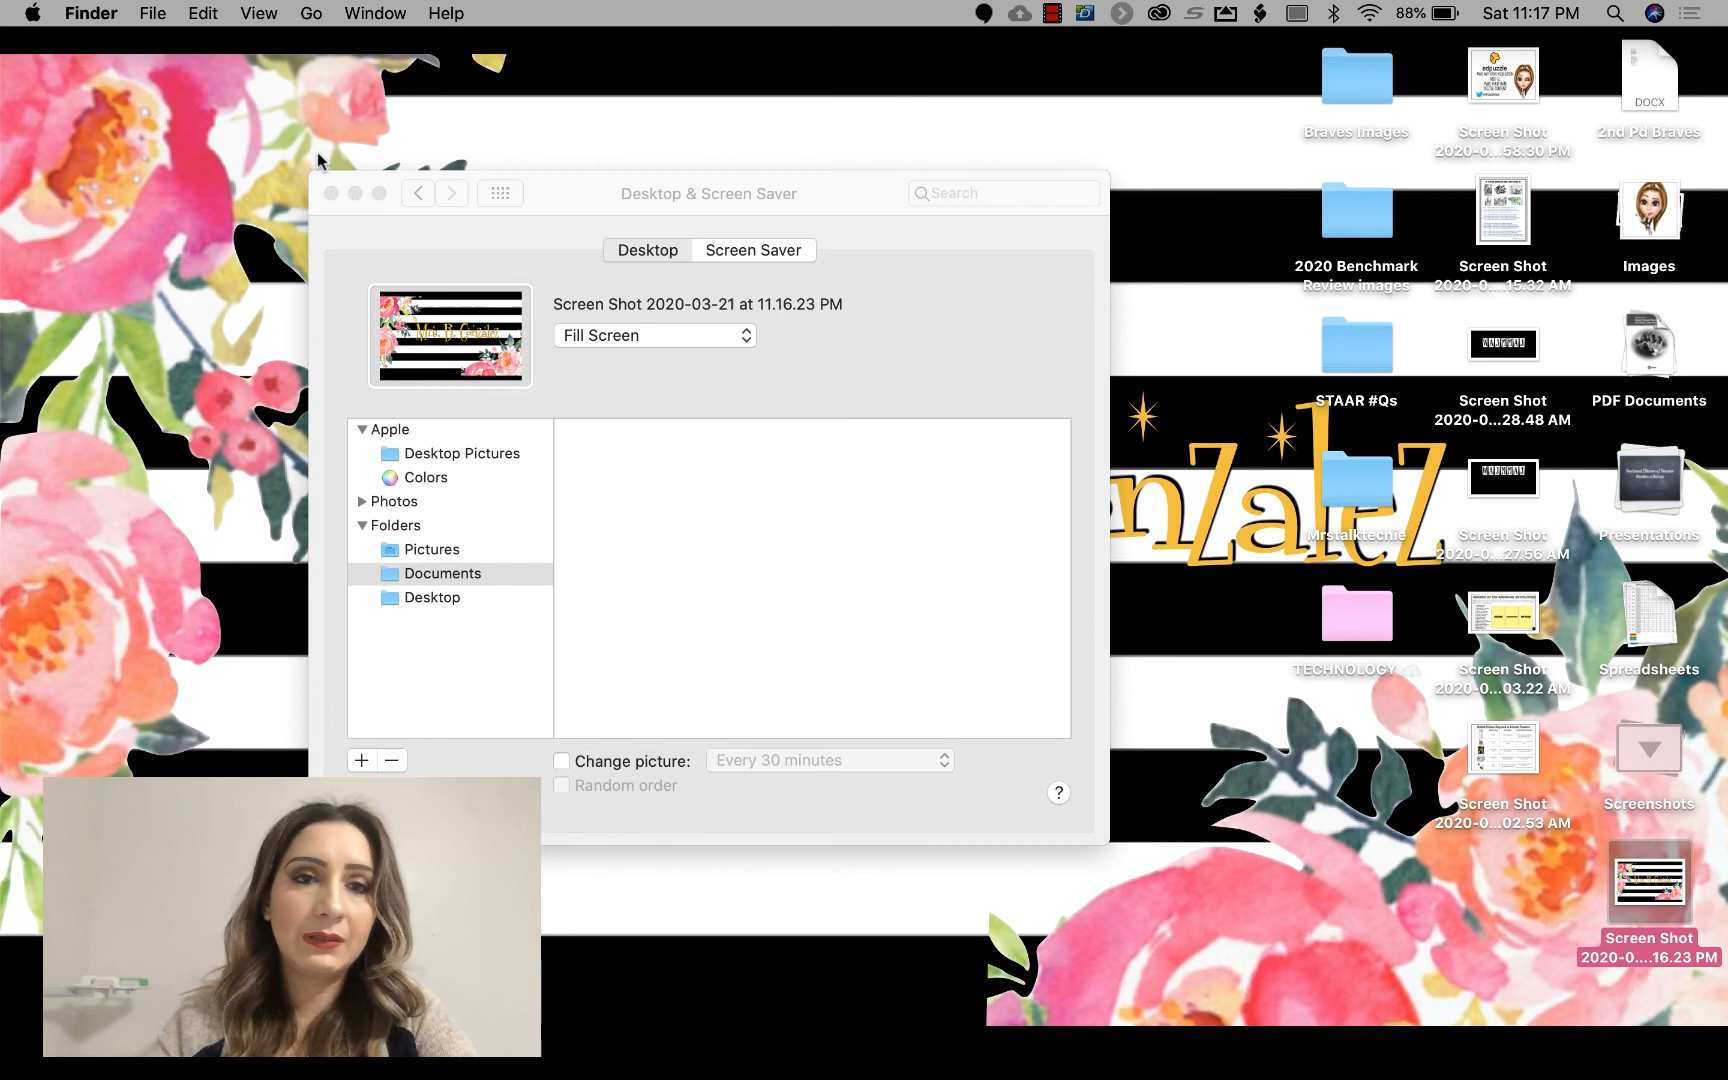 Finder File Edit View Go Window Help
88% Sat 11:17 PM
Desktop & Screen Saver
Search
Desktop
Screen Saver
Mrs. B. Gonzalez
Screen Shot 2020-03-21 at 11.16.23 PM
Fill Screen
Apple
Desktop Pictures
Colors
Photos
Folders
Pictures
Documents
Desktop
+ −
Change picture:
Every 30 minutes
Random order
?
nZaleZ
Braves Images
2020 Benchmark
Review images
STAAR #Qs
Mrstalktechie
TECHNOLOGY
edpuzzle
Screen Shot
2020-0...58.30 PM
Screen Shot
2020-0....15.32 AM
Screen Shot
2020-0...28.48 AM
Screen Shot
2020-0...27.56 AM
Screen Shot
2020-0...03.22 AM
Screen Shot
2020-0...02.53 AM
DOCX
2nd Pd Braves
Images
PDF Documents
Presentations
Spreadsheets
Screenshots
Screen Shot
2020-0....16.23 PM